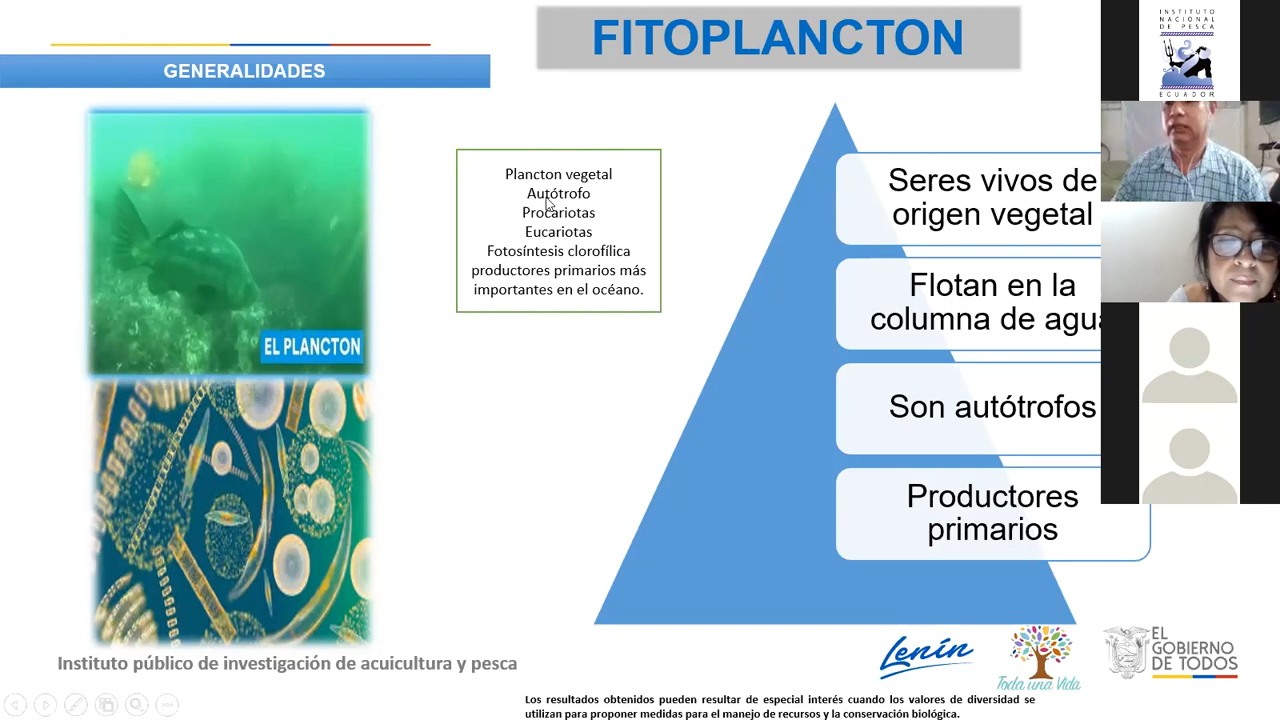 FITOPLANCTON
GENERALIDADES
INSTITUTO
NACIONAL
DE PESCA
ECUADOR
Plancton vegetal
Autótrofo
Procariotas
Eucariotas
Fotosíntesis clorofílica
productores primarios más
importantes en el océano.
EL PLANCTON
Seres vivos de
origen vegetal
Flotan en la
columna de agua
Son autótrofos
Productores
primarios
Instituto público de investigación de acuicultura y pesca
Lenín
Toda una Vida
EL
GOBIERNO
DE TODOS
Los resultados obtenidos pueden resultar de especial interés cuando los valores de diversidad se
utilizan para proponer medidas para el manejo de recursos y la conservación biológica.